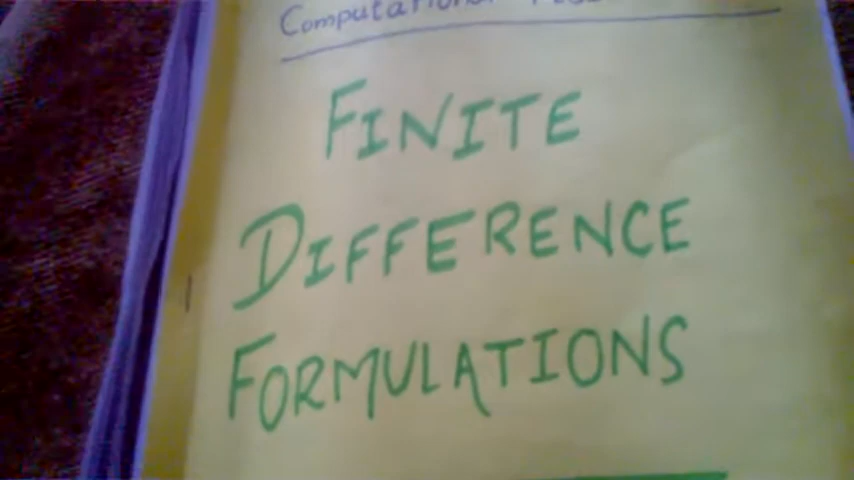 Computational
FINITE
DIFFERENCE
FORMULATIONS